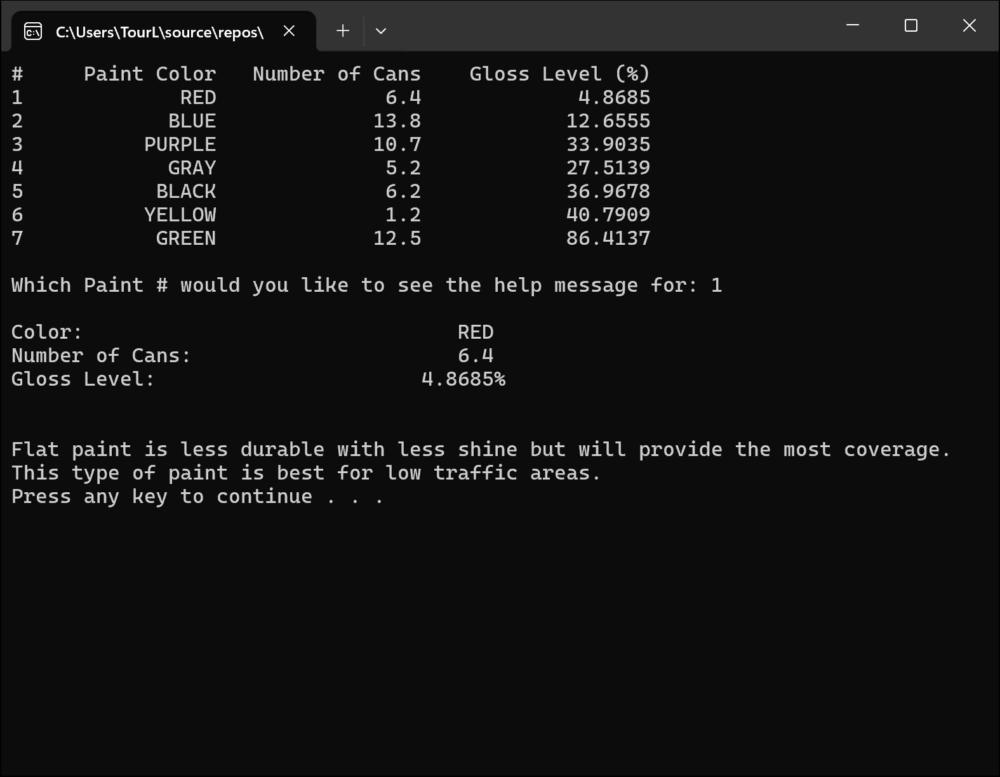 C:\Users\TourL\source\repos\
#     Paint Color   Number of Cans    Gloss Level (%)
1             RED              6.4             4.8685
2            BLUE             13.8            12.6555
3          PURPLE             10.7            33.9035
4            GRAY              5.2            27.5139
5           BLACK              6.2            36.9678
6          YELLOW              1.2            40.7909
7           GREEN             12.5            86.4137
Which Paint # would you like to see the help message for: 1
Color:                               RED
Number of Cans:                      6.4
Gloss Level:                      4.8685%
Flat paint is less durable with less shine but will provide the most coverage.
This type of paint is best for low traffic areas.
Press any key to continue . . .